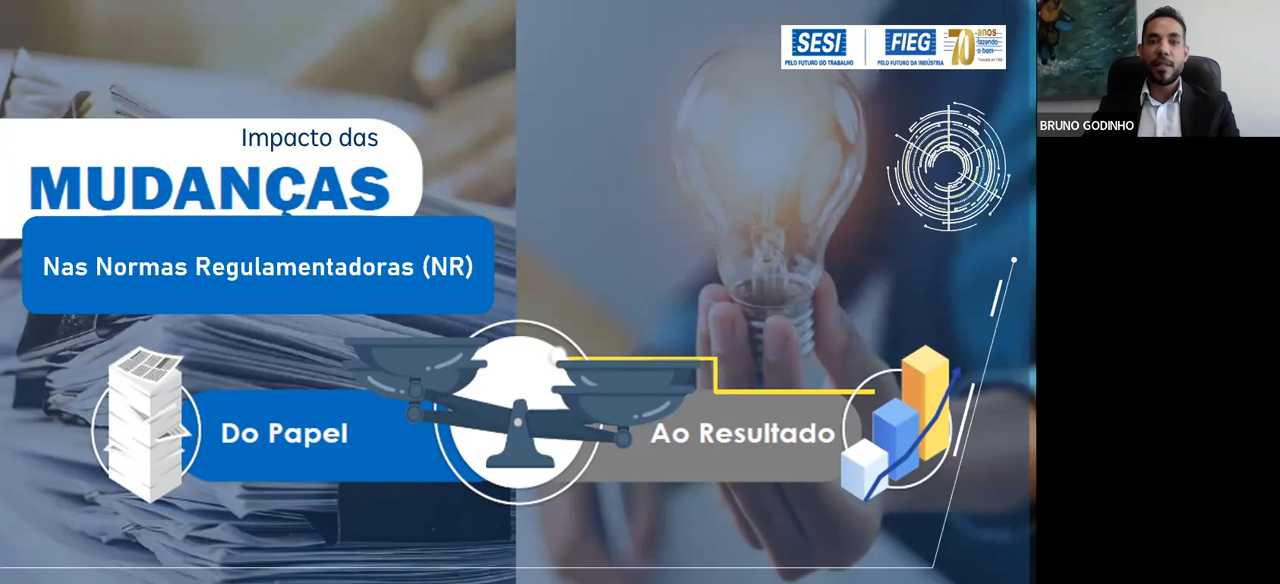 SESI
PELO FUTURO DO TRABALHO
FIEG
PELO FUTURO DA INDÚSTRIA
70 anos
fazendo
o bem
BRUNO GODINHO
Impacto das
MUDANÇAS
Nas Normas Regulamentadoras (NR)
Do Papel
Ao Resultado